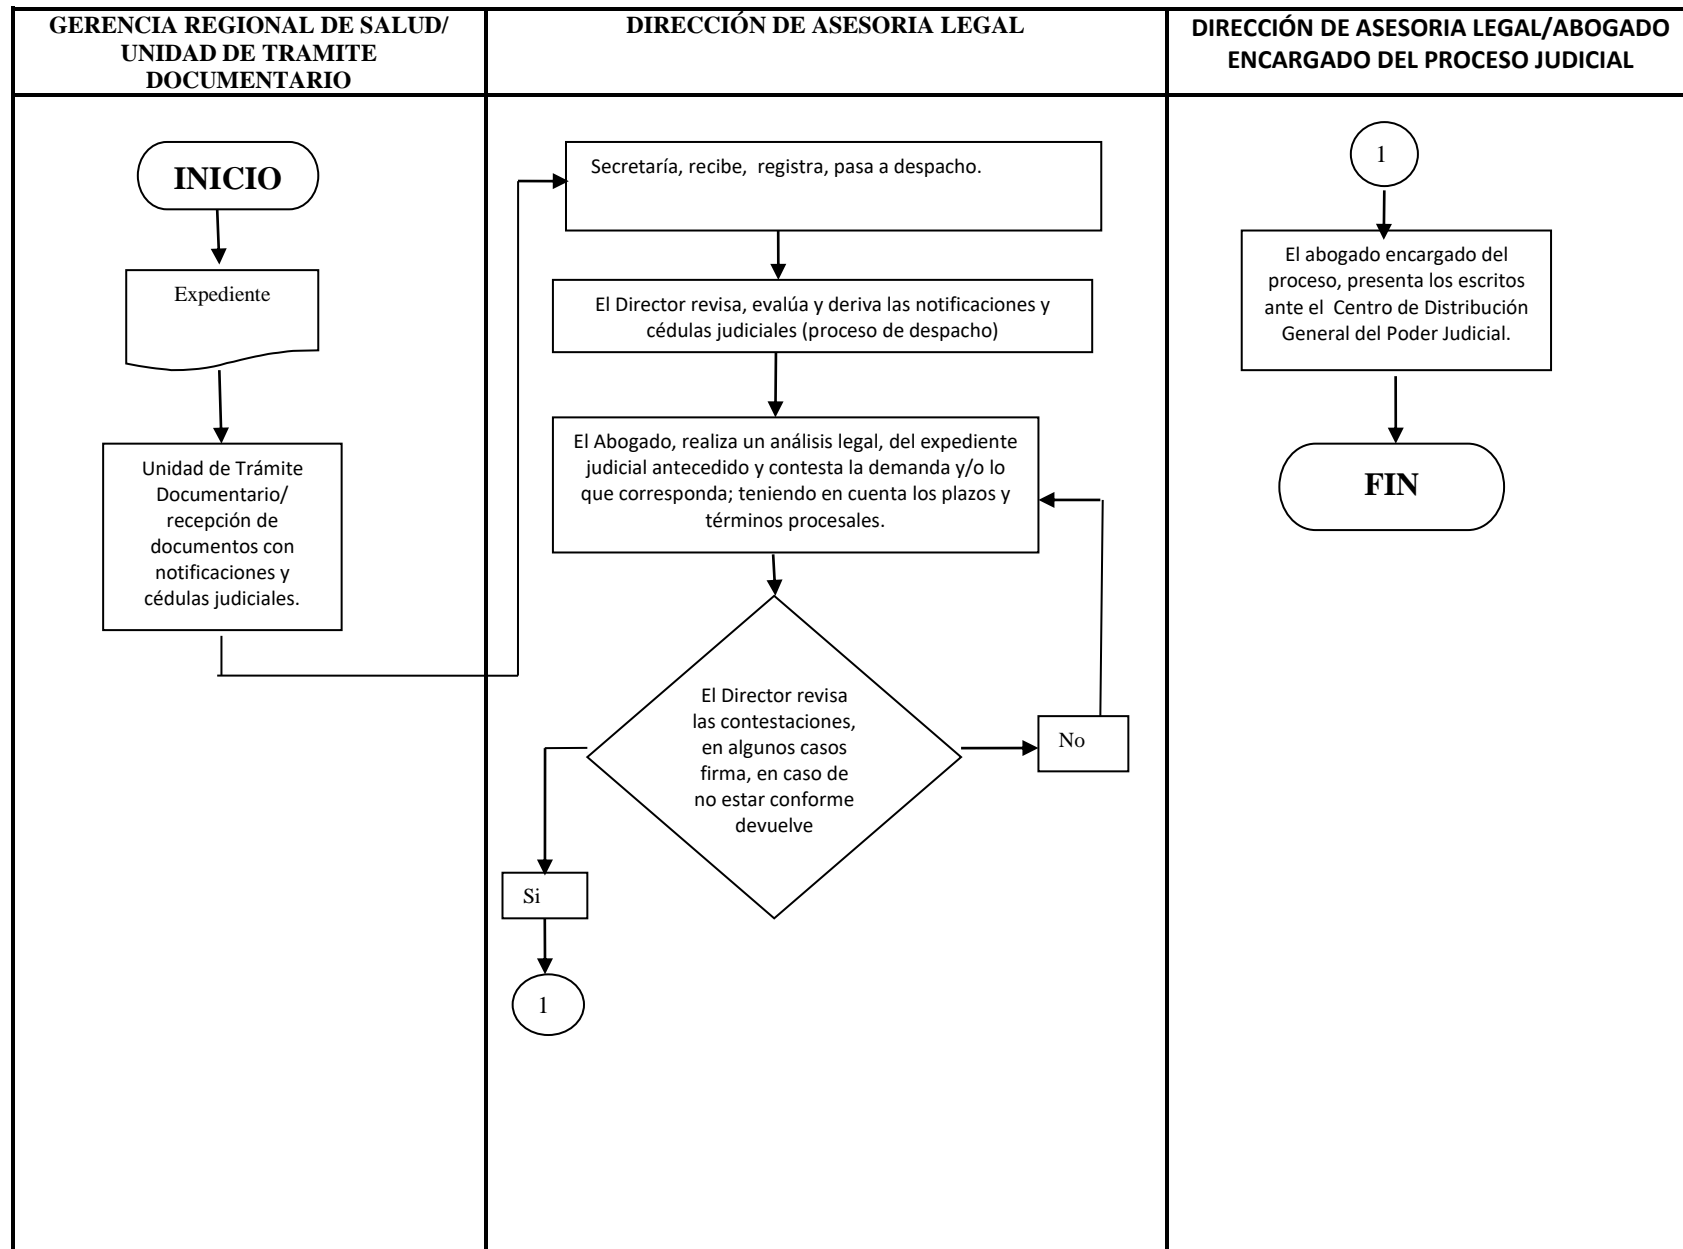 GERENCIA REGIONAL DE SALUD/
UNIDAD DE TRAMITE
DOCUMENTARIO
DIRECCIÓN DE ASESORIA LEGAL
DIRECCIÓN DE ASESORIA LEGAL/ABOGADO
ENCARGADO DEL PROCESO JUDICIAL
INICIO
Expediente
Unidad de Trámite
Documentario/
recepción de
documentos con
notificaciones y
cédulas judiciales.
Secretaría, recibe, registra, pasa a despacho.
El Director revisa, evalúa y deriva las notificaciones y
cédulas judiciales (proceso de despacho)
El Abogado, realiza un análisis legal, del expediente
judicial antecedido y contesta la demanda y/o lo
que corresponda; teniendo en cuenta los plazos y
términos procesales.
El Director revisa
las contestaciones,
en algunos casos
firma, en caso de
no estar conforme
devuelve
No
Si
1
1
El abogado encargado del
proceso, presenta los escritos
ante el Centro de Distribución
General del Poder Judicial.
FIN